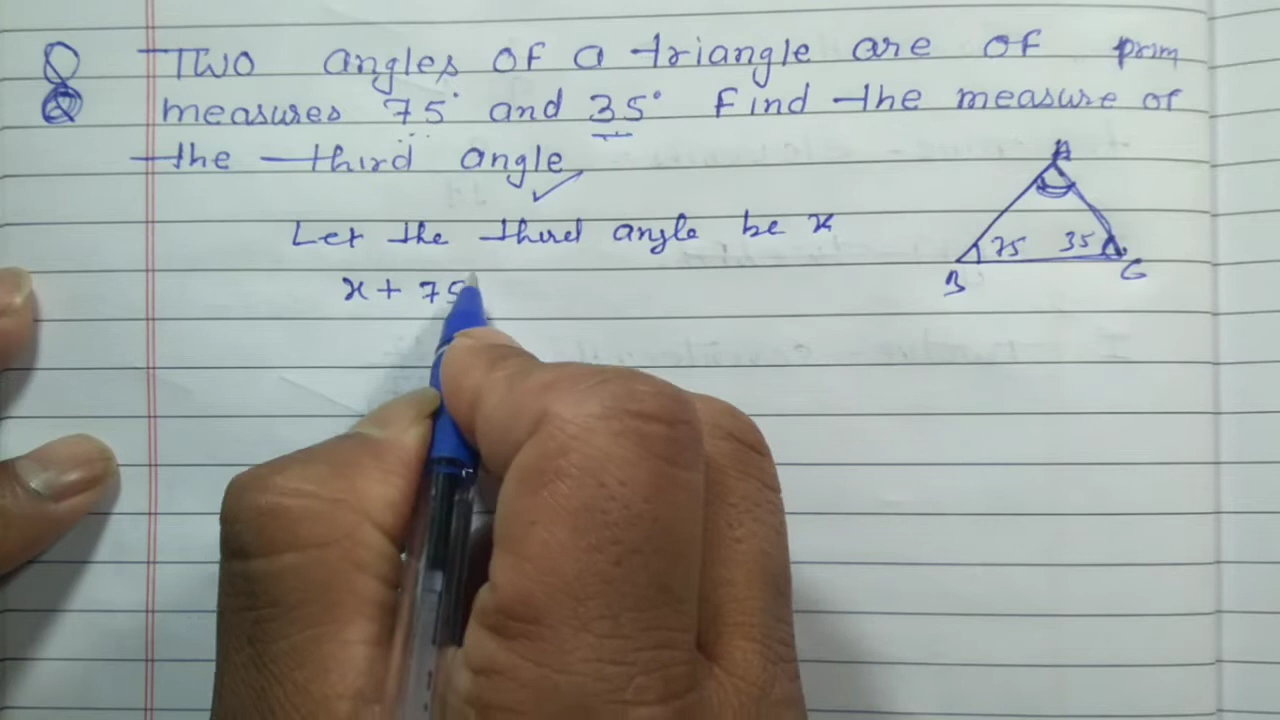 Q Two angles of a triangle are of prim
Q measures 75° and 35° Find the measure of
the third angle
Let the third angle be x
x + 75
A
75 35
B C